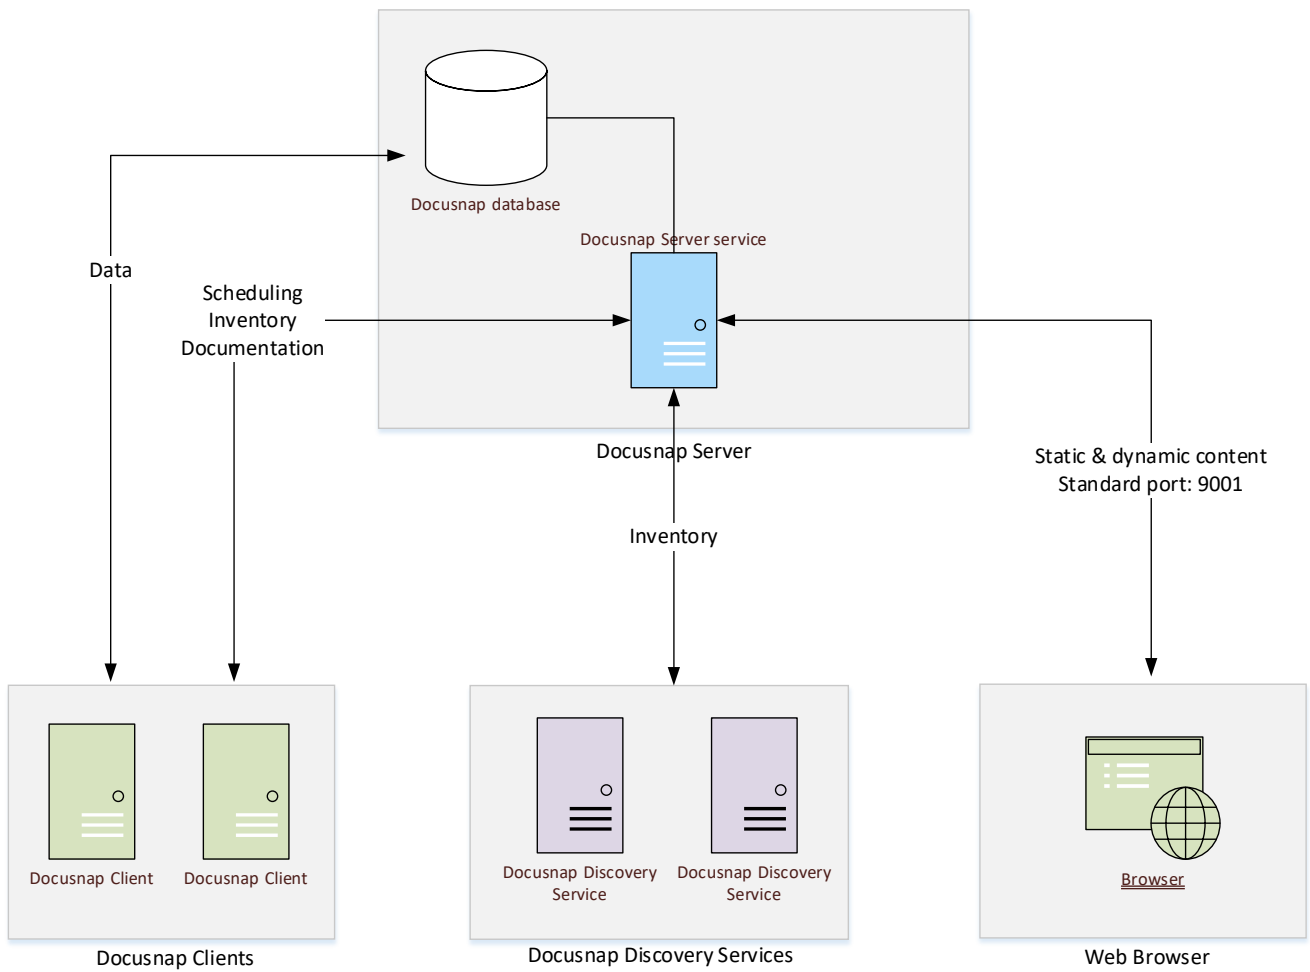 Docusnap database
Docusnap Server service
Data
Scheduling
Inventory
Documentation
Docusnap Server
Static & dynamic content
Standard port: 9001
Inventory
Docusnap Client
Docusnap Client
Docusnap Clients
Docusnap Discovery
Service
Docusnap Discovery
Service
Docusnap Discovery Services
Browser
Web Browser